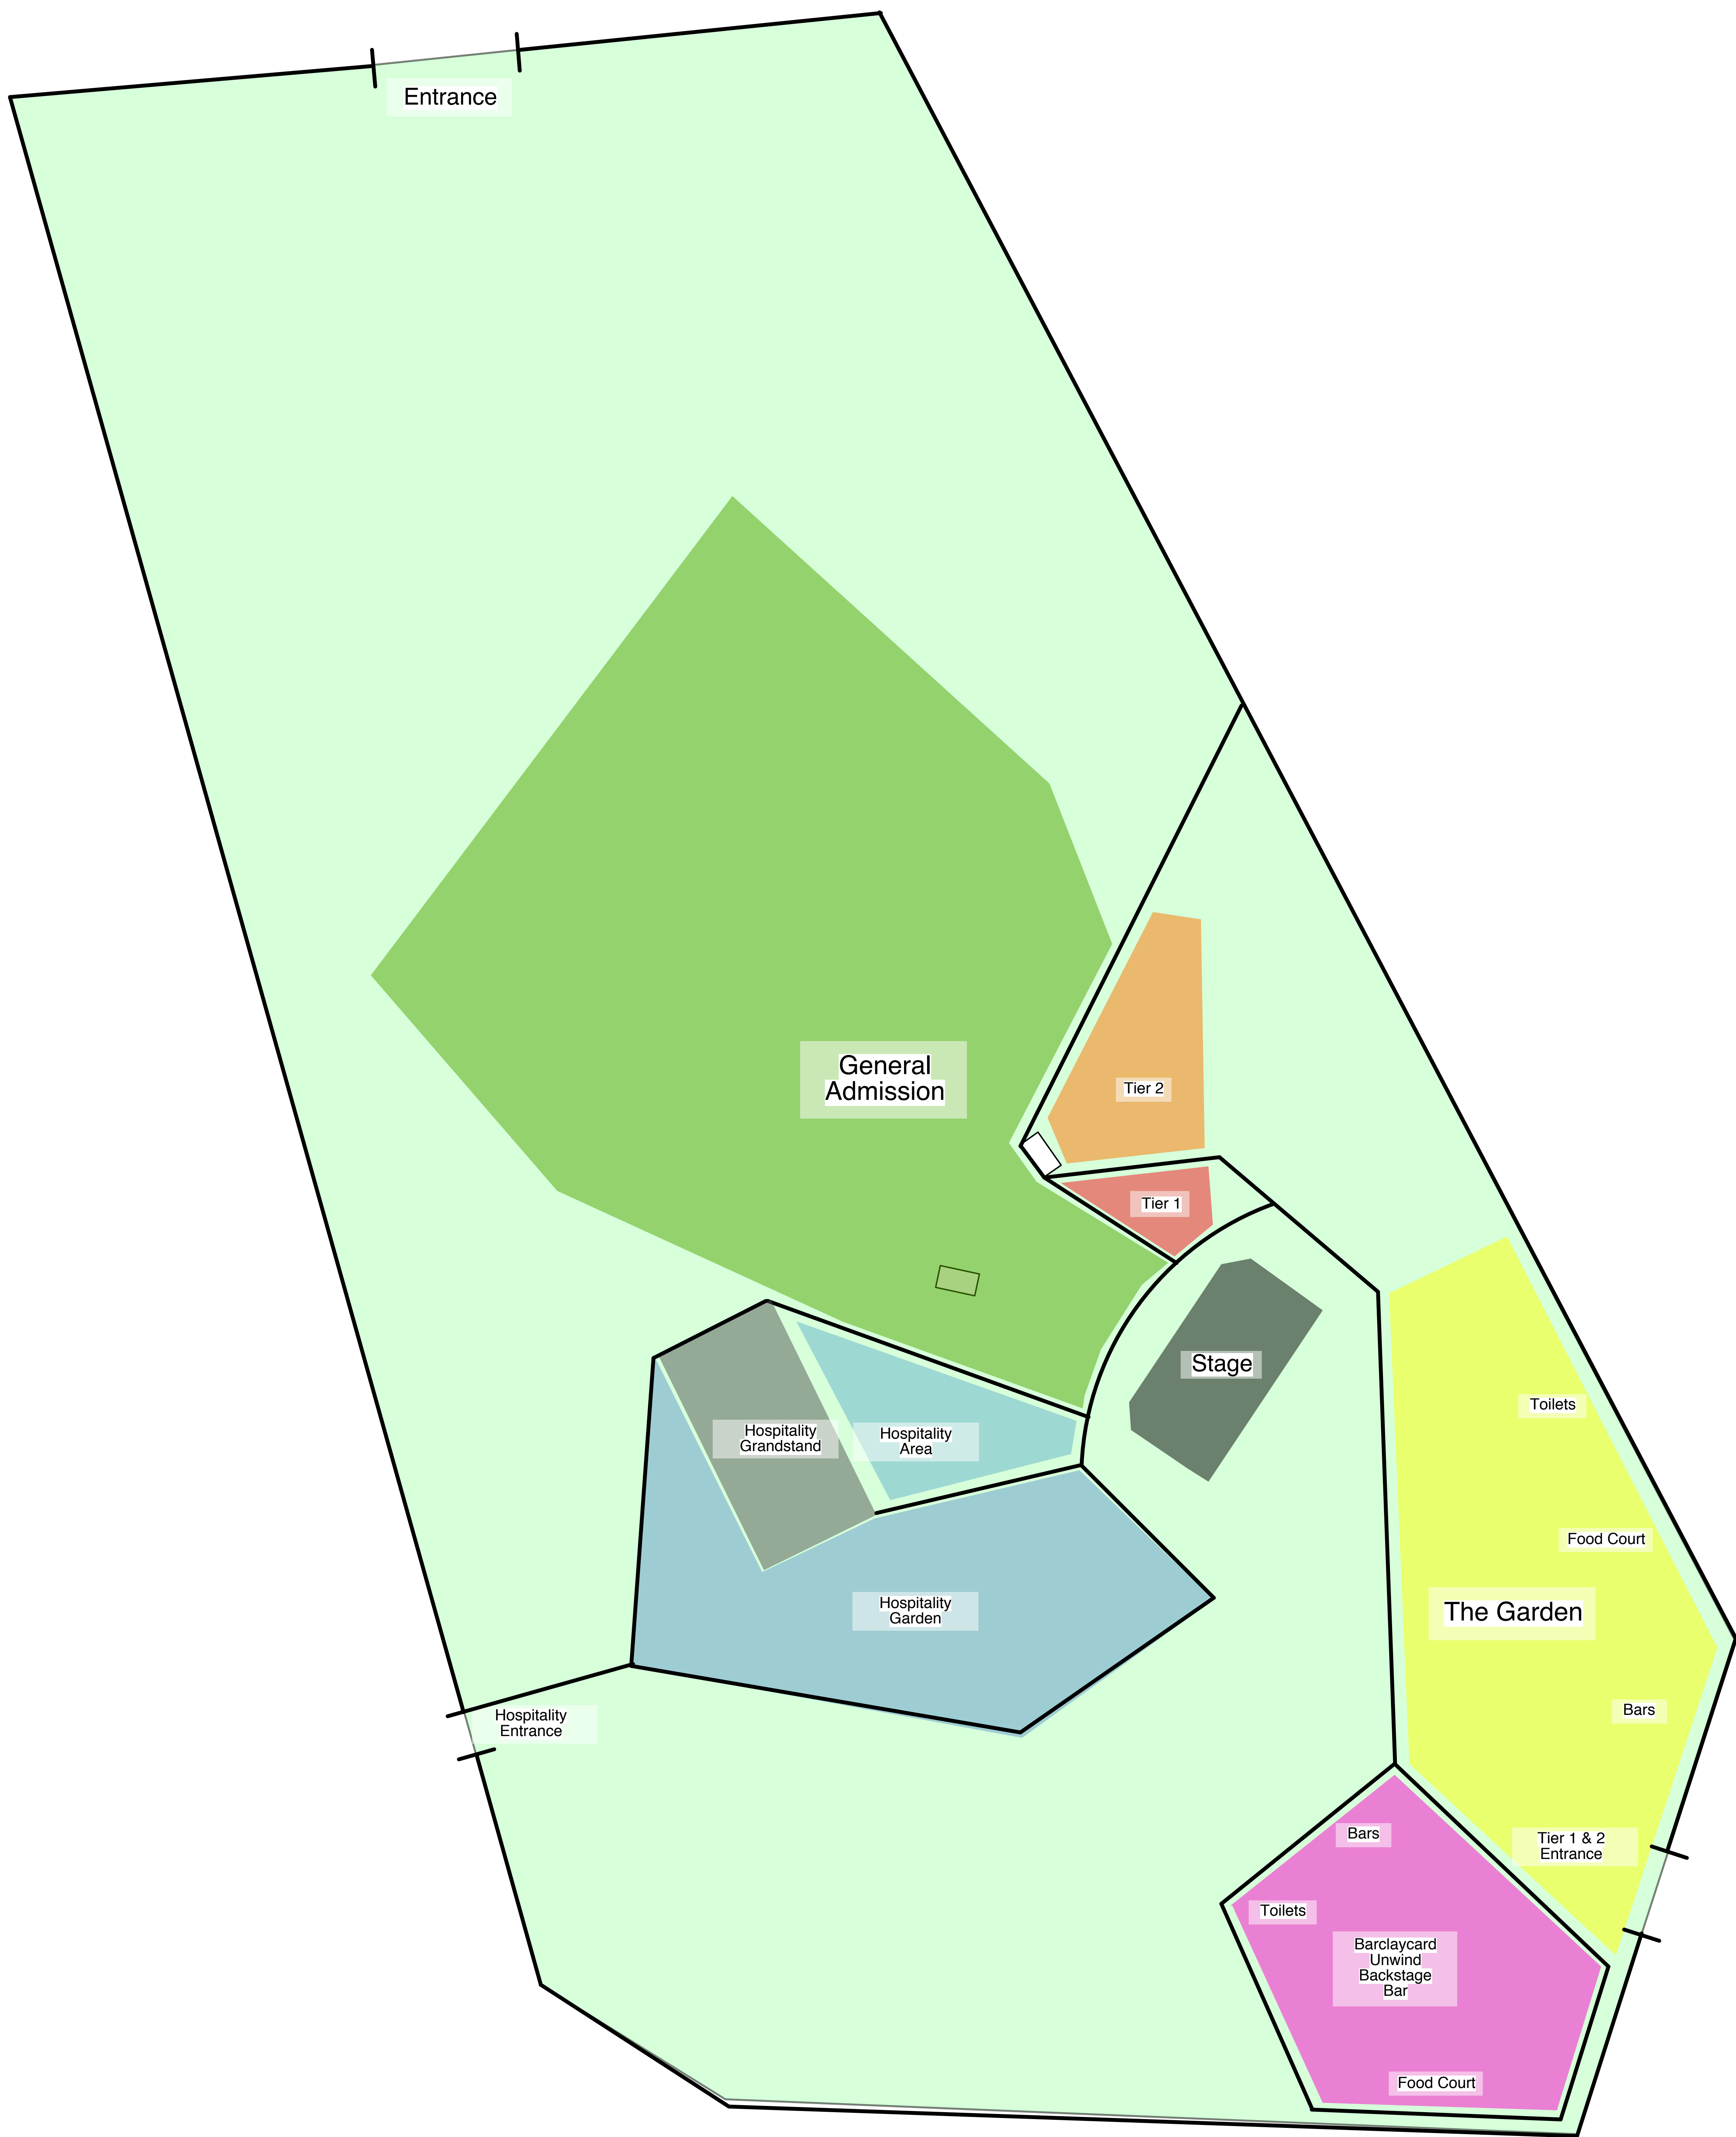 Entrance
General
Admission
Tier 2
Tier 1
Stage
Hospitality
Grandstand
Hospitality
Area
Toilets
Food Court
Hospitality
Garden
The Garden
Bars
Hospitality
Entrance
Bars
Tier 1 & 2
Entrance
Toilets
Barclaycard
Unwind
Backstage
Bar
Food Court